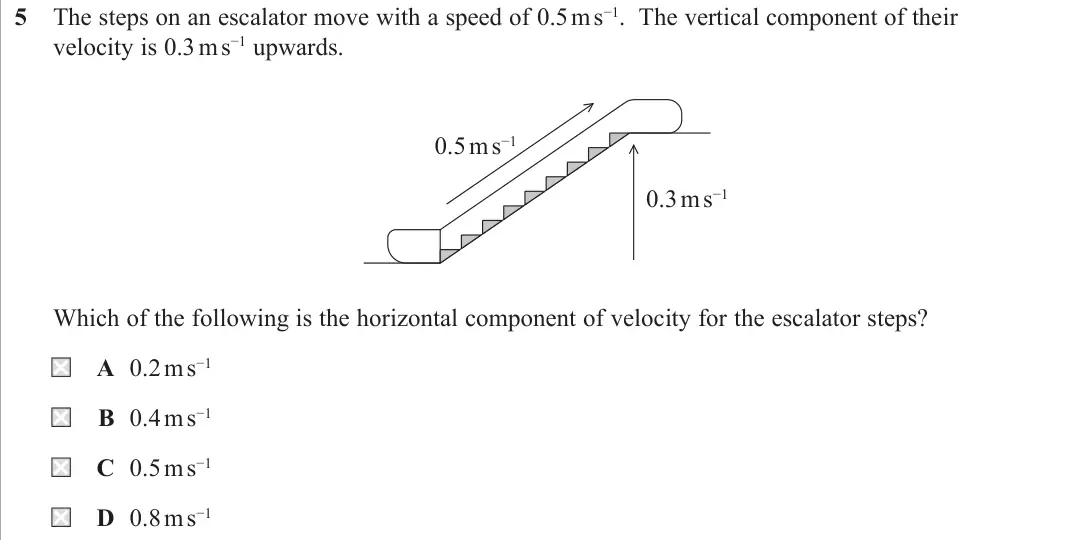 5 The steps on an escalator move with a speed of 0.5 m s⁻¹. The vertical component of their
velocity is 0.3 m s⁻¹ upwards.
0.5 m s⁻¹
0.3 m s⁻¹
Which of the following is the horizontal component of velocity for the escalator steps?
A 0.2 m s⁻¹
B 0.4 m s⁻¹
C 0.5 m s⁻¹
D 0.8 m s⁻¹